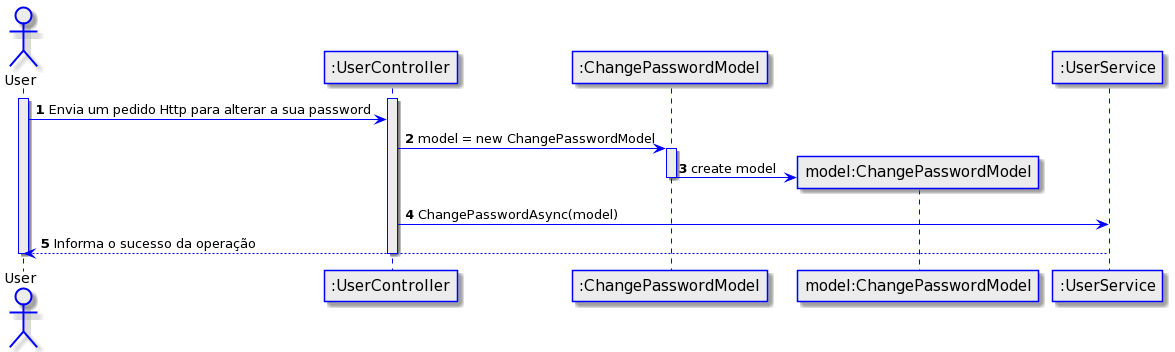 User
:UserController
:ChangePasswordModel
:UserService
1 Envia um pedido Http para alterar a sua password
2 model = new ChangePasswordModel
3 create model
model:ChangePasswordModel
4 ChangePasswordAsync(model)
5 Informa o sucesso da operação
User
:UserController
:ChangePasswordModel
model:ChangePasswordModel
:UserService